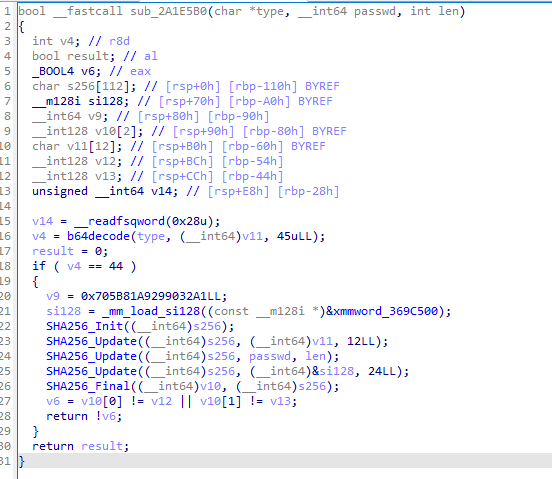 1 bool __fastcall sub_2A1E5B0(char *type, __int64 passwd, int len)
2 {
3 int v4; // r8d
4 bool result; // al
5 _BOOL4 v6; // eax
6 char s256[112]; // [rsp+0h] [rbp-110h] BYREF
7 __m128i si128; // [rsp+70h] [rbp-A0h] BYREF
8 __int64 v9; // [rsp+80h] [rbp-90h]
9 __int128 v10[2]; // [rsp+90h] [rbp-80h] BYREF
10 char v11[12]; // [rsp+B0h] [rbp-60h] BYREF
11 __int128 v12; // [rsp+BCh] [rbp-54h]
12 __int128 v13; // [rsp+CCh] [rbp-44h]
13 unsigned __int64 v14; // [rsp+E8h] [rbp-28h]
14
15 v14 = __readfsqword(0x28u);
16 v4 = b64decode(type, (__int64)v11, 45uLL);
17 result = 0;
18 if ( v4 == 44 )
19 {
20 v9 = 0x705B81A9299032A1LL;
21 si128 = _mm_load_si128((const __m128i *)&xmmword_369C500);
22 SHA256_Init((__int64)s256);
23 SHA256_Update((__int64)s256, (__int64)v11, 12LL);
24 SHA256_Update((__int64)s256, passwd, len);
25 SHA256_Update((__int64)s256, (__int64)&si128, 24LL);
26 SHA256_Final((__int64)v10, (__int64)s256);
27 v6 = v10[0] != v12 || v10[1] != v13;
28 return !v6;
29 }
30 return result;
31 }